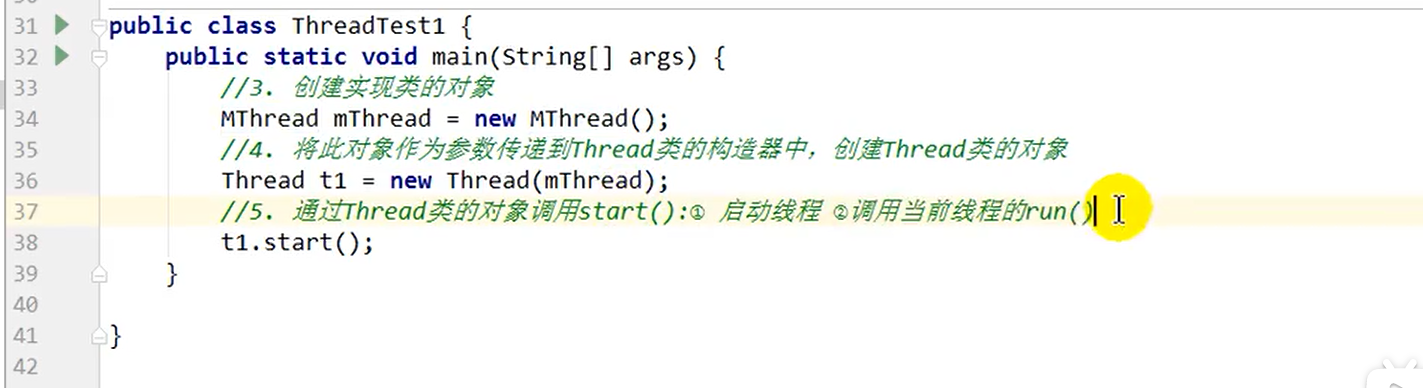 31 public class ThreadTest1 {
32 public static void main(String[] args) {
33 //3. 创建实现类的对象
34 MThread mThread = new MThread();
35 //4. 将此对象作为参数传递到Thread类的构造器中，创建Thread类的对象
36 Thread t1 = new Thread(mThread);
37 //5. 通过Thread类的对象调用start():① 启动线程 ②调用当前线程的run()
38 t1.start();
39 }
40
41 }
42